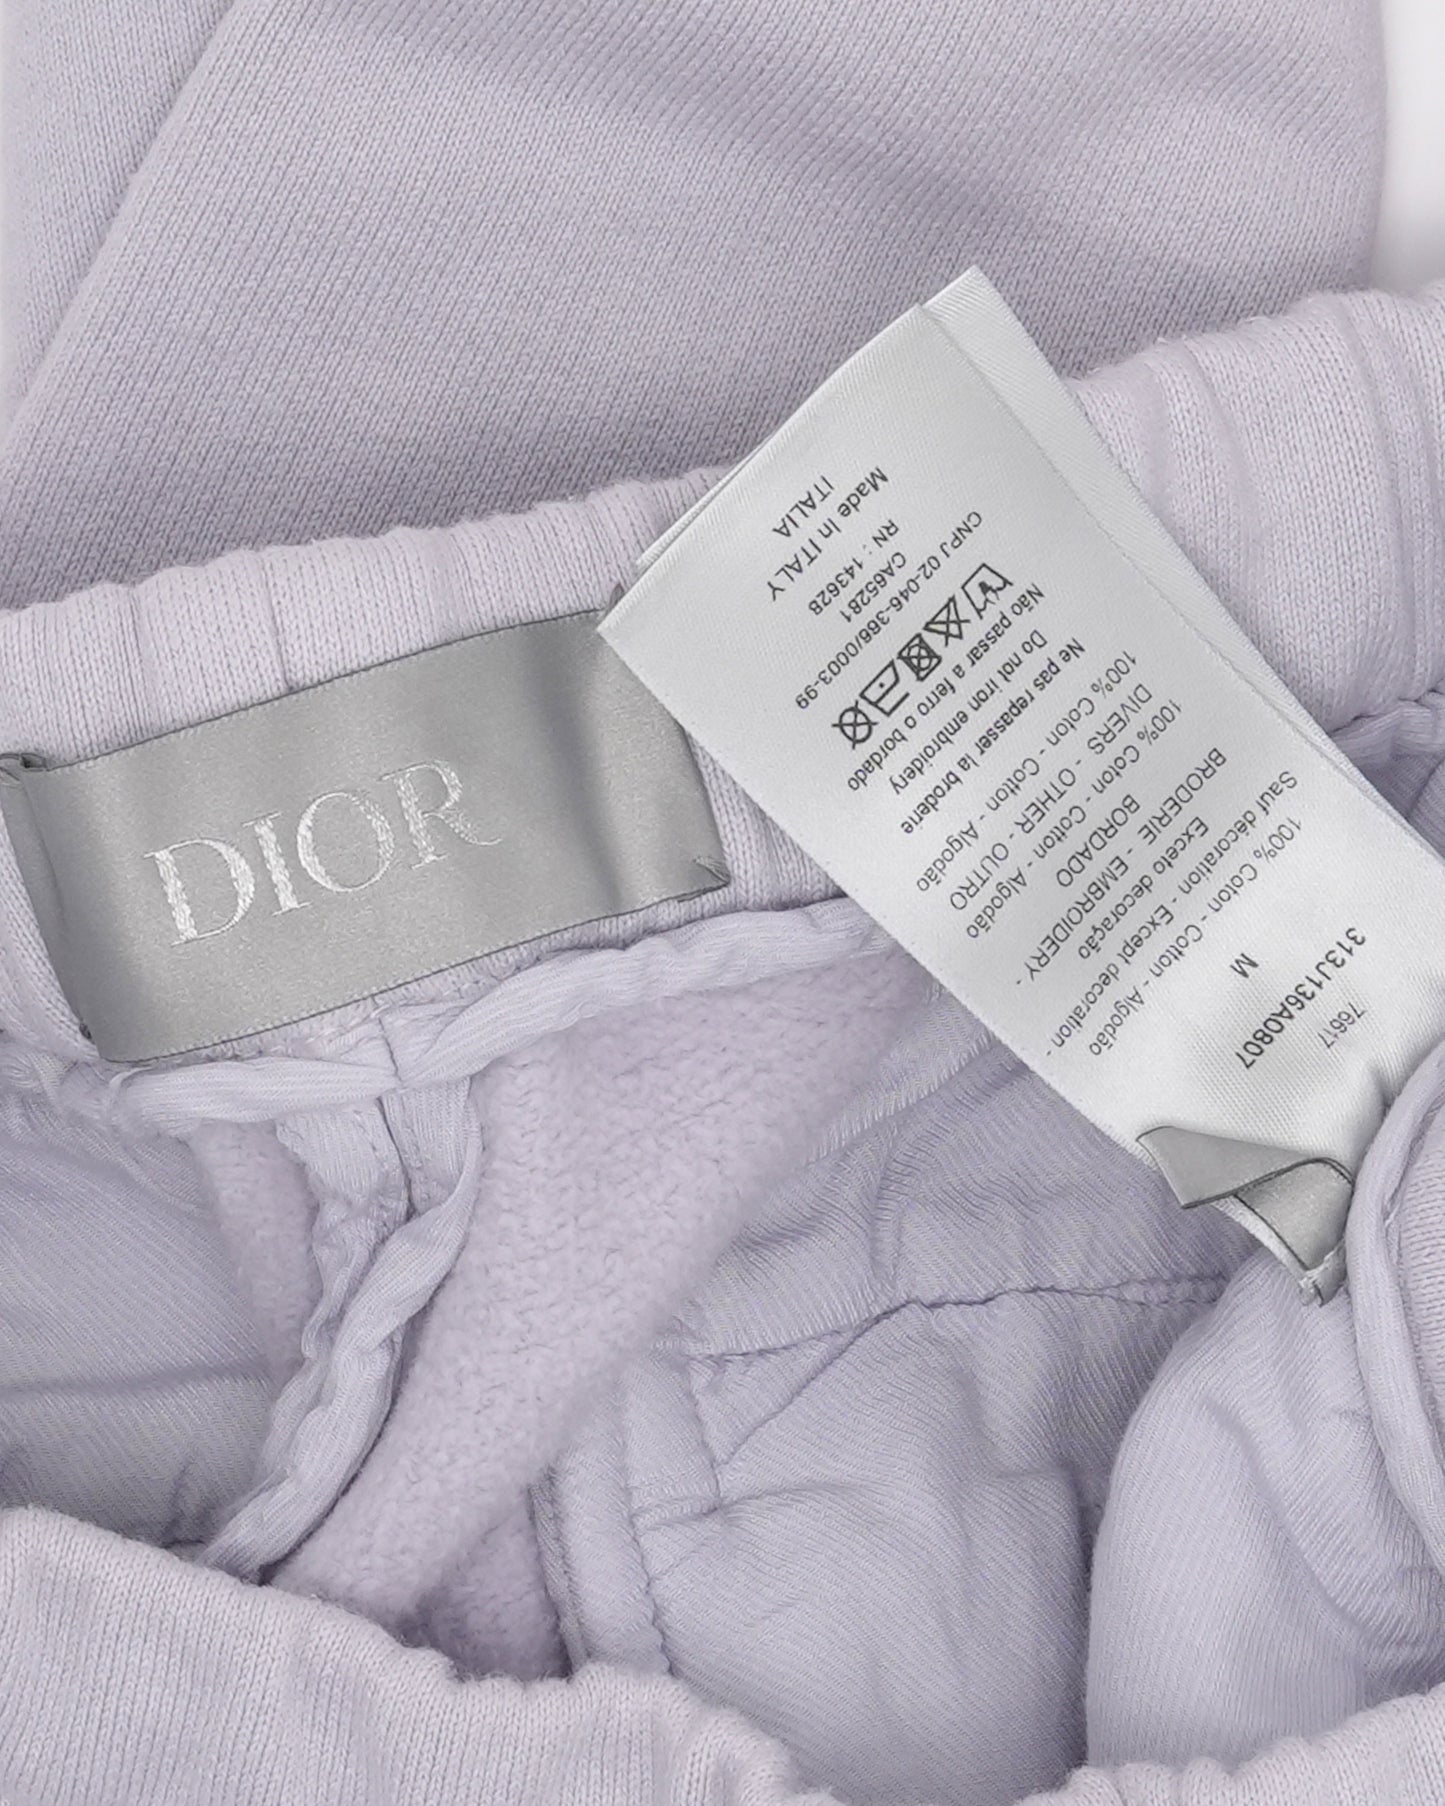 DIOR
76617
313J136A0807
M
100% Coton - Cotton - Algodão
Sauf décoration - Except decoration -
Exceto decoração
BRODERIE - EMBROIDERY -
BORDADO
100% Coton - Cotton - Algodão
DIVERS - OTHER - OUTRO
100% Coton - Cotton - Algodão
Ne pas repasser la broderie
Do not iron embroidery
Não passar a ferro o bordado
CNPJ 02-046-366/0003-99
CA65281
RN : 143628
Made in ITALY
ITALIA